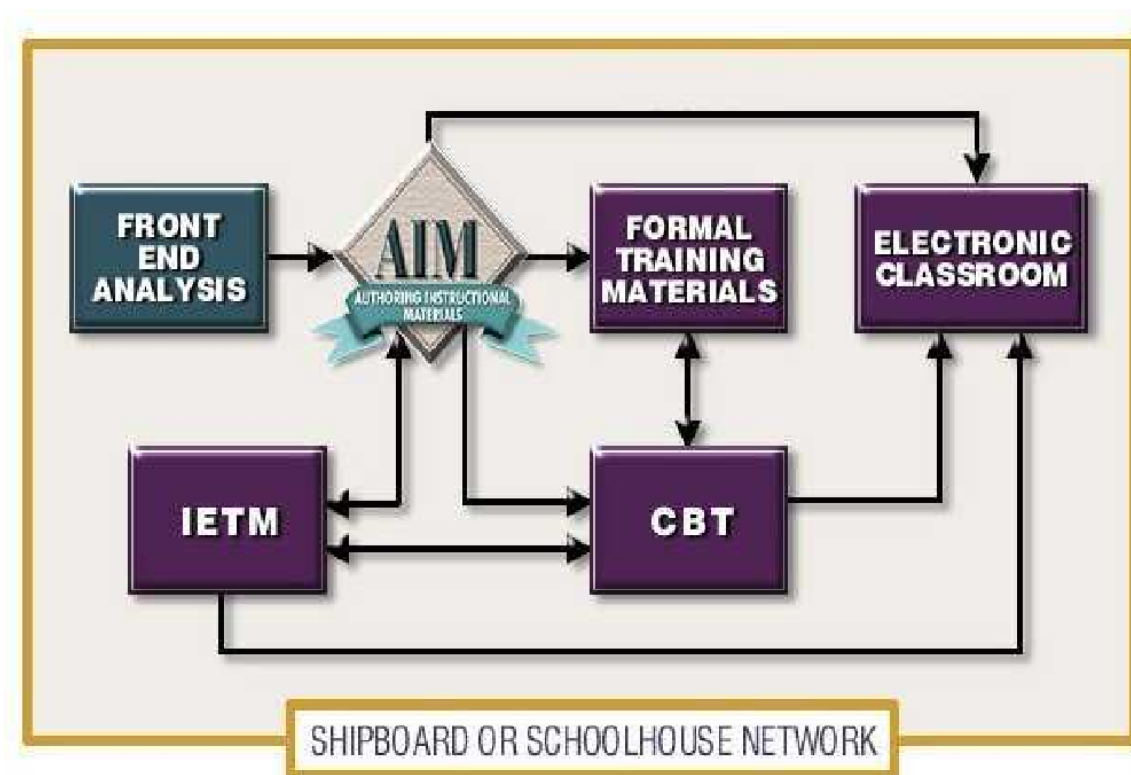 FRONT
END
ANALYSIS
AIM
AUTHORING INSTRUCTIONAL
MATERIALS
FORMAL
TRAINING
MATERIALS
ELECTRONIC
CLASSROOM
IETM
CBT
SHIPBOARD OR SCHOOLHOUSE NETWORK